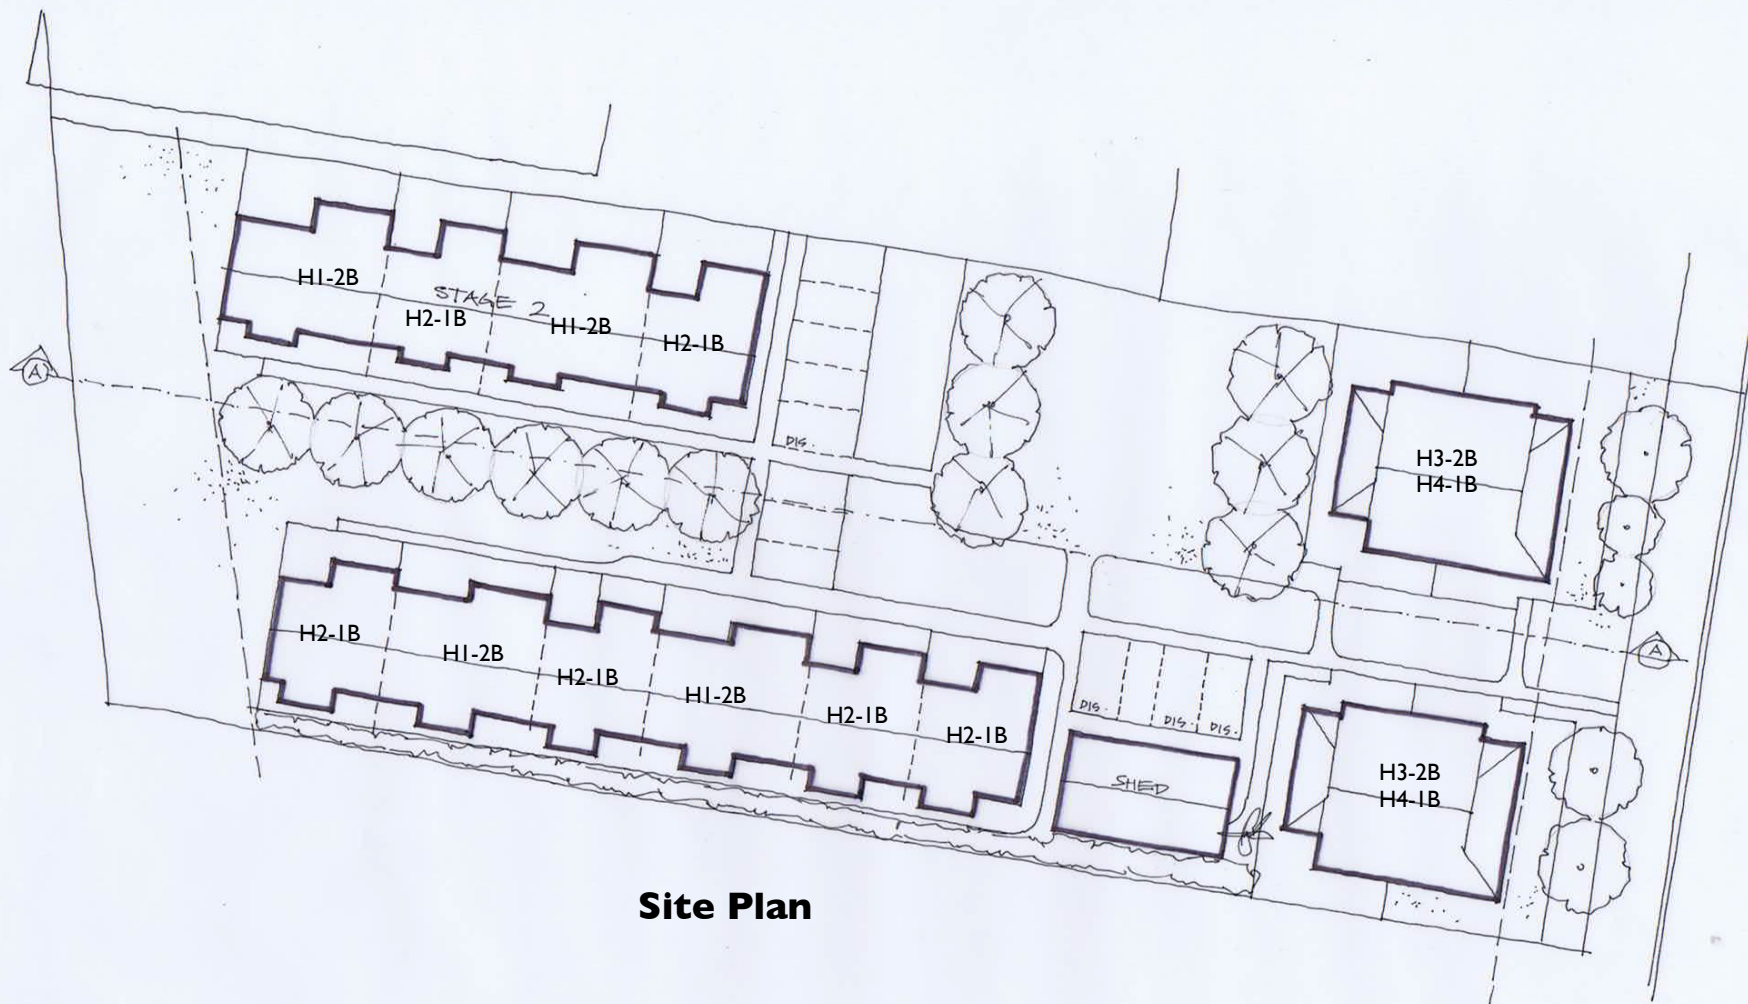 H1-2B
STAGE 2
H2-1B
H1-2B
H2-1B
A
DIS.
H3-2B
H4-1B
H2-1B
H1-2B
H2-1B
H1-2B
H2-1B
H2-1B
DIS.
DIS.
DIS.
A
SHED
H3-2B
H4-1B
Site Plan